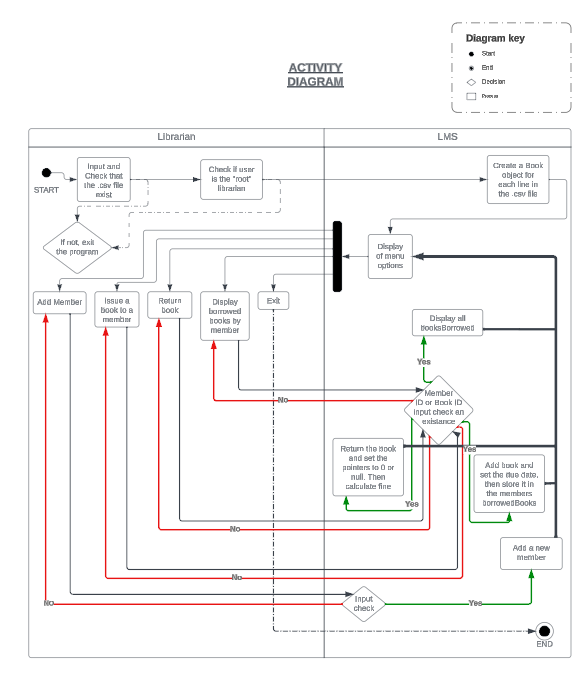 Diagram key
Start
End
Decision
Process
ACTIVITY
DIAGRAM
Librarian
LMS
START
Input and
Check that
the .csv file
exist
Check if user
is the "root"
librarian
Create a Book
object for
each line in
the .csv file
If not, exit
the program
Display
of menu
options
Add Member
Issue a
book to a
member
Return
book
Display
borrowed
books by
member
Exit
Display all
BooksBorrowed
Yes
No
Member
ID or Book ID
input check an
existance
Return the Book
and set the
pointers to 0 or
null. Then
calculate fine
Yes
Yes
Add book and
set the due date,
then store it in
the members
borrowedBooks
No
Add a new
member
No
Input
check
No
Yes
END